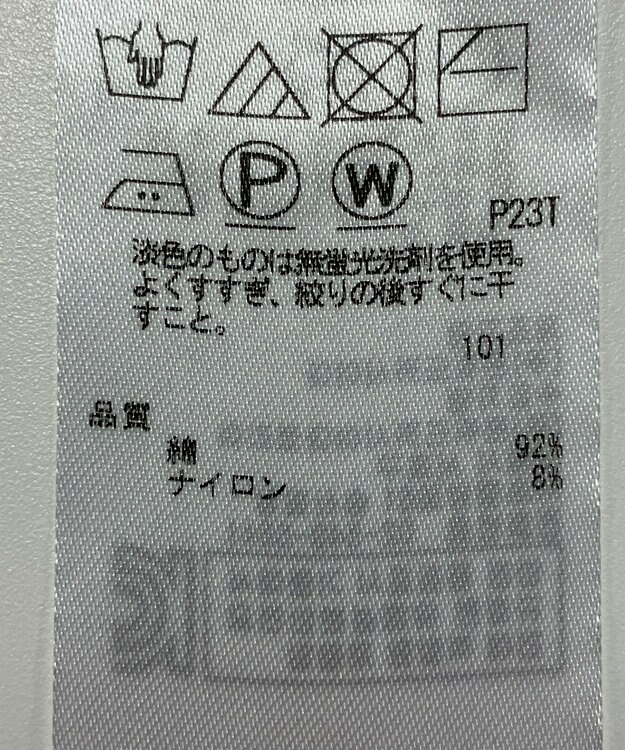 P W
P23T
淡色のものは無蛍光洗剤を使用。
よくすすぎ、絞りの後すぐに干
すこと。
101
品質
綿 92%
ナイロン 8%